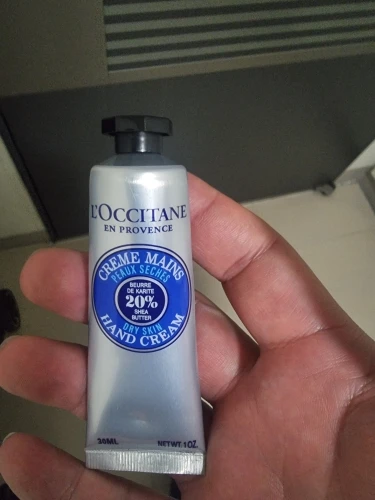 L'OCCITANE
EN PROVENCE
CREME MAINS
PEAUX SECHES
BEURRE
DE KARITE
20%
SHEA
BUTTER
DRY SKIN
HAND CREAM
30ML NETWT.1OZ.